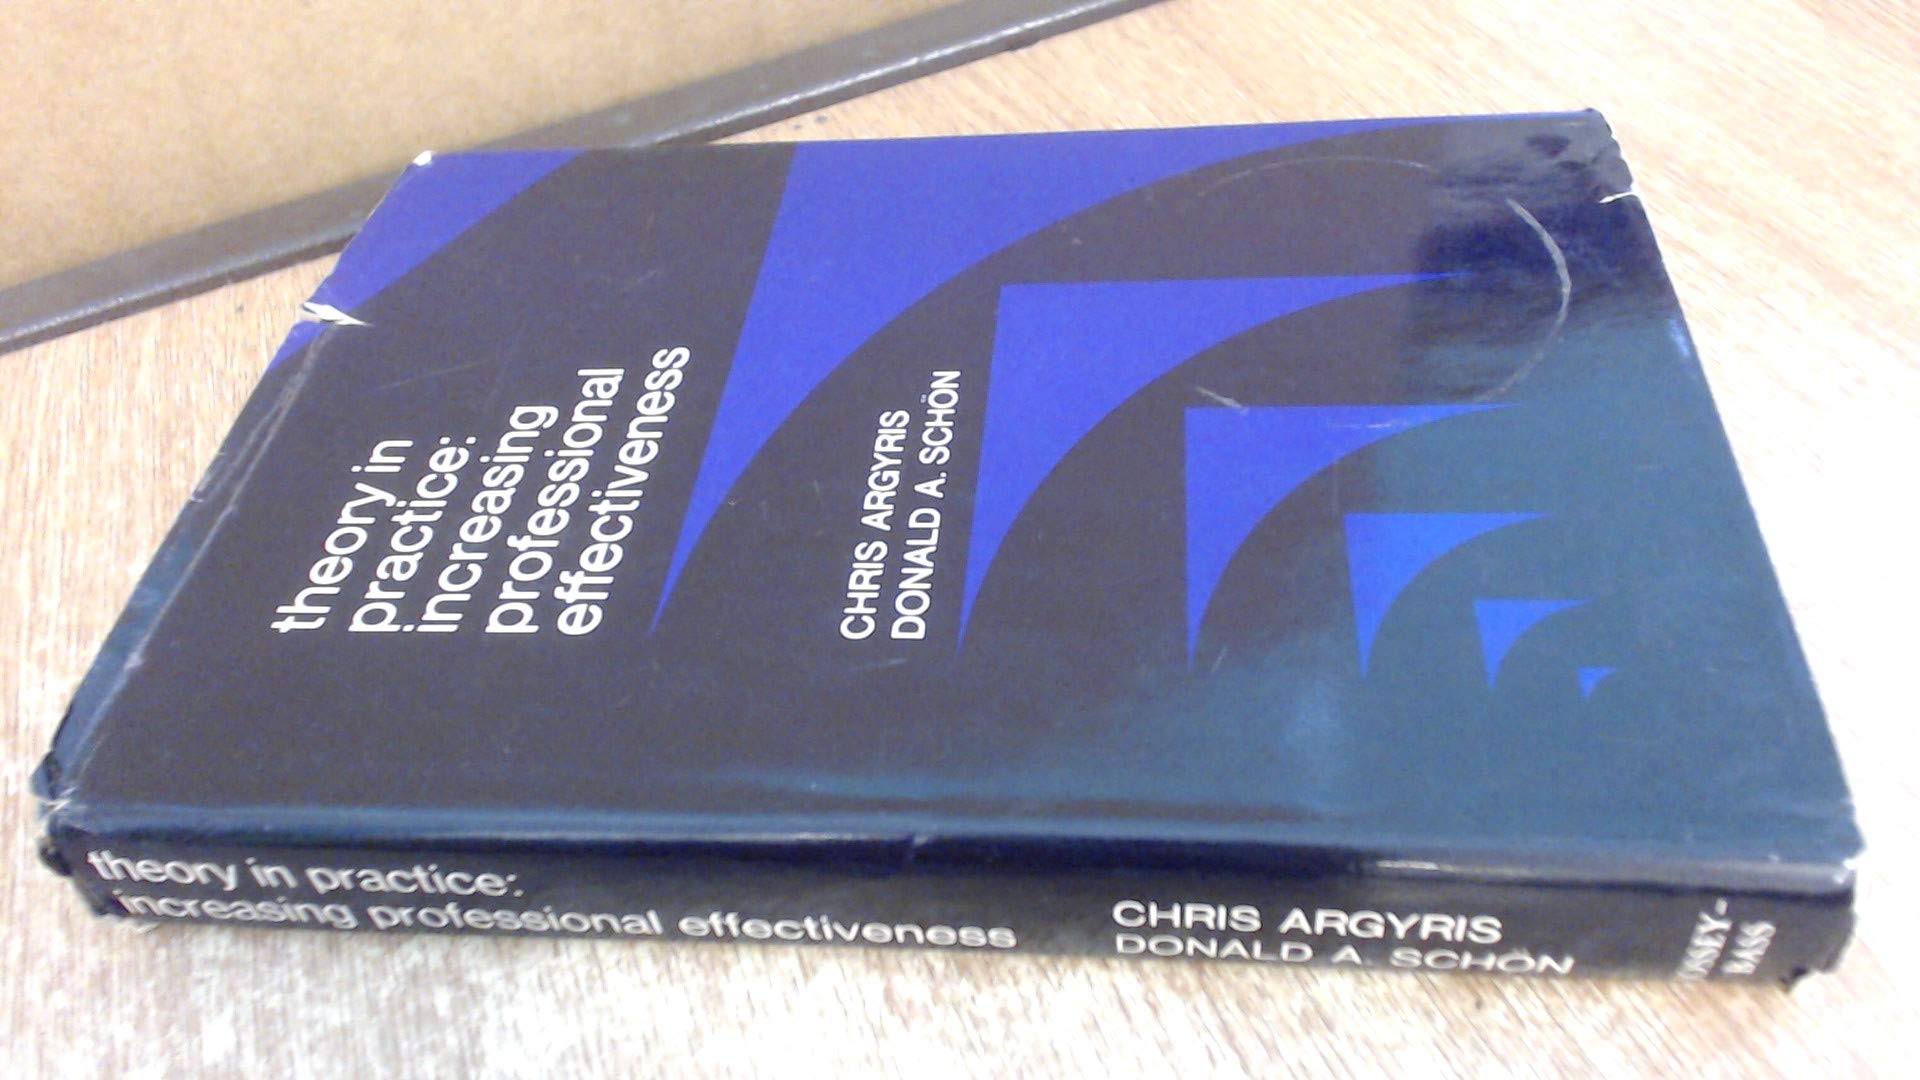 theory in
practice:
increasing
professional
effectiveness
CHRIS ARGYRIS
DONALD A. SCHÖN
theory in practice:
increasing professional effectiveness
CHRIS ARGYRIS
DONALD A. SCHÖN
OSSEY-
BASS